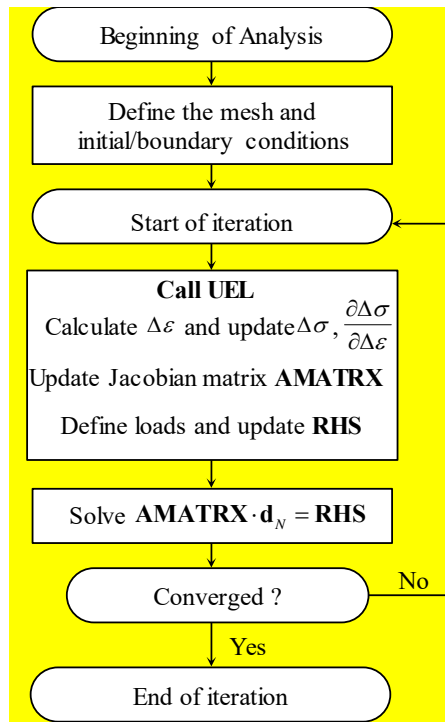 Beginning of Analysis
Define the mesh and
initial/boundary conditions
Start of iteration
Call UEL
Calculate Δε and update Δσ, ∂Δσ/∂Δε
Update Jacobian matrix AMATRX
Define loads and update RHS
Solve AMATRX · d_N = RHS
Converged ?
No
Yes
End of iteration